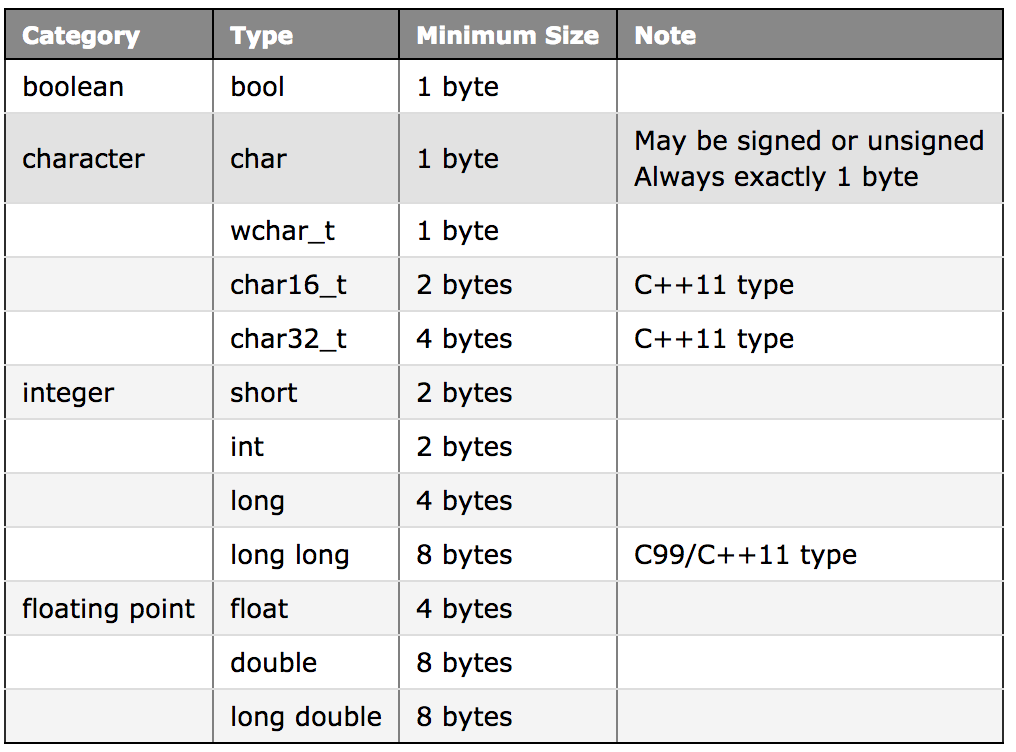 Category Type Minimum Size Note
boolean bool 1 byte
character char 1 byte May be signed or unsigned
Always exactly 1 byte
wchar_t 1 byte
char16_t 2 bytes C++11 type
char32_t 4 bytes C++11 type
integer short 2 bytes
int 2 bytes
long 4 bytes
long long 8 bytes C99/C++11 type
floating point float 4 bytes
double 8 bytes
long double 8 bytes